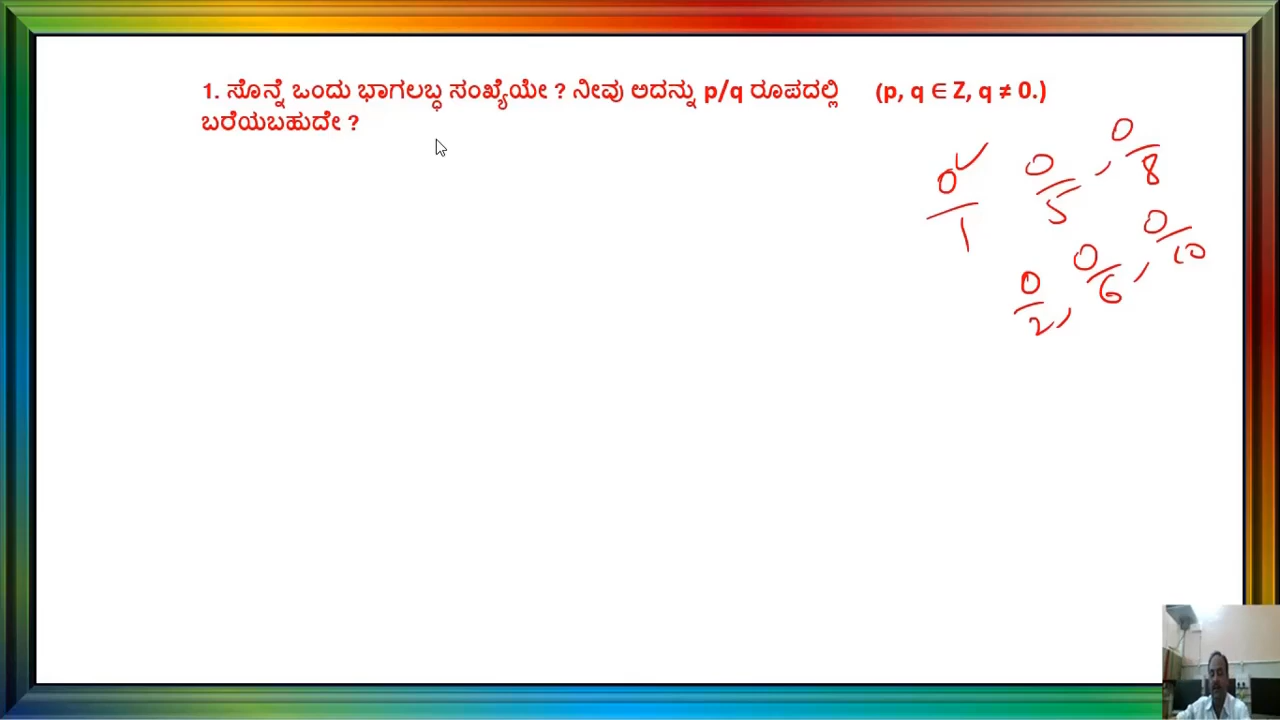 1. ಸೊನ್ನೆ ಒಂದು ಭಾಗಲಬ್ಧ ಸಂಖ್ಯೆಯೇ ? ನೀವು ಅದನ್ನು p/q ರೂಪದಲ್ಲಿ (p, q ∈ Z, q ≠ 0.)
ಬರೆಯಬಹುದೇ ?
0/1 ✓ 0/5, 0/8
0/2, 0/6, 0/10